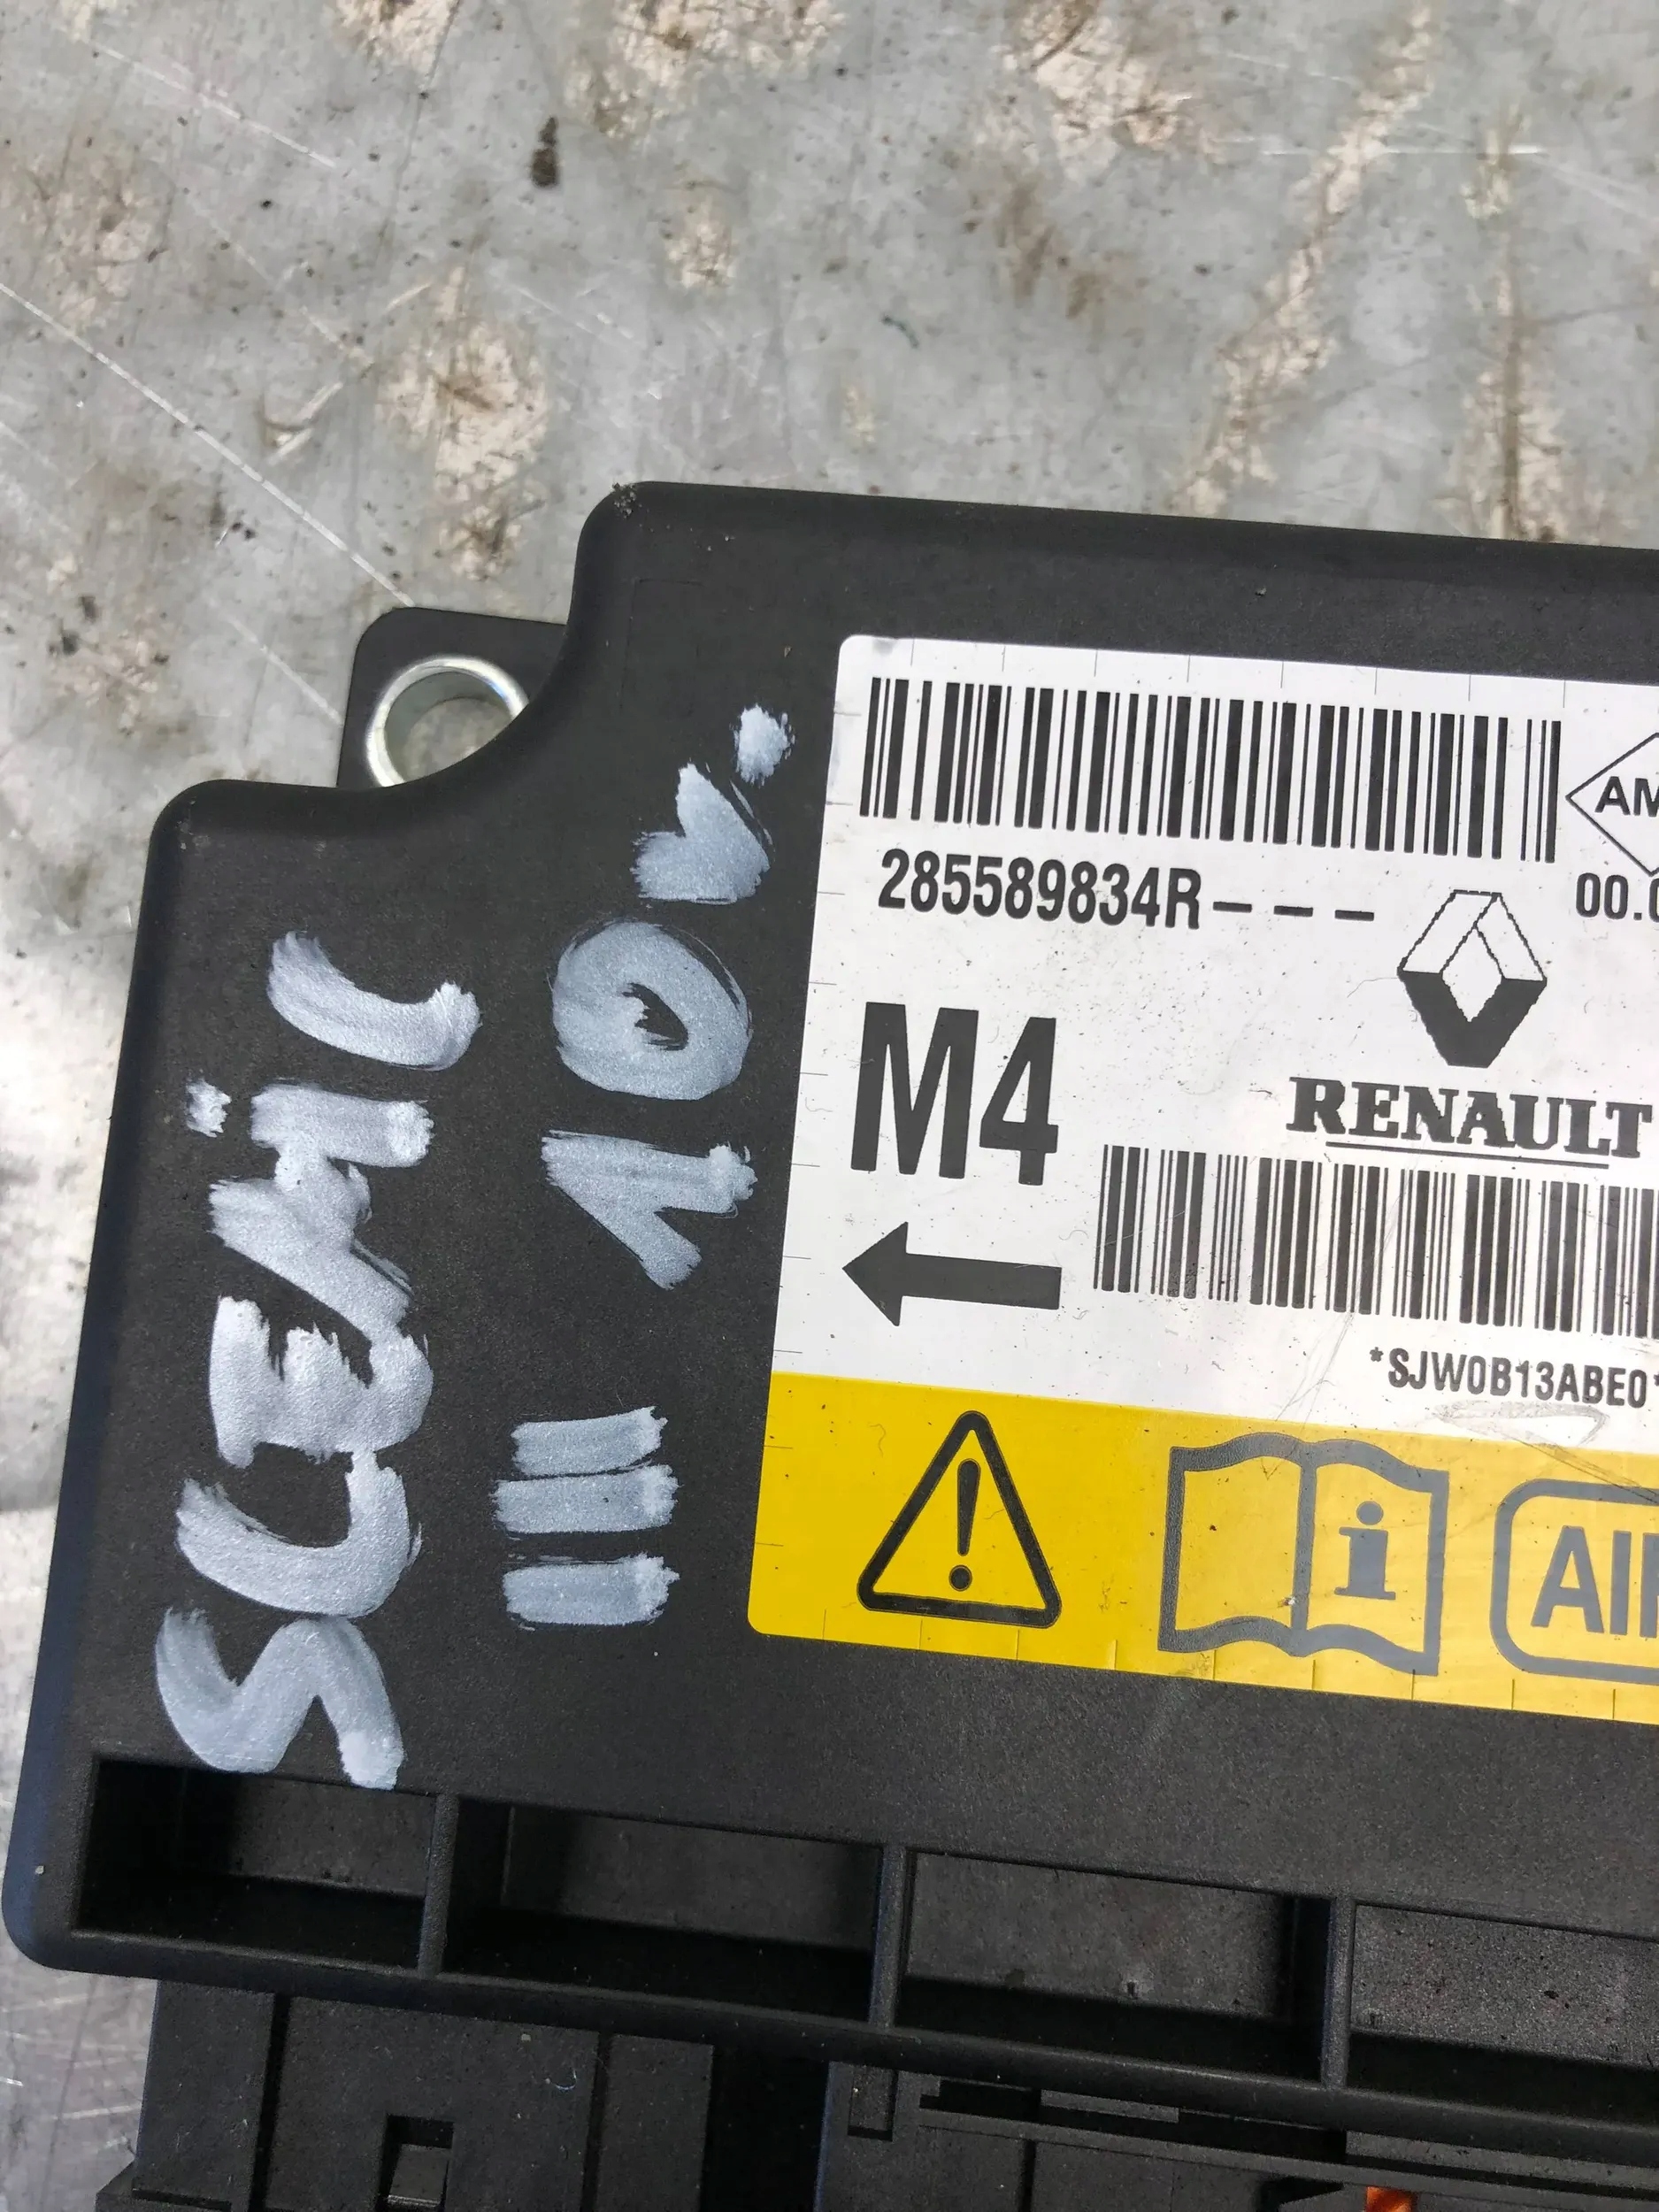 SCENiC
III 10r.
285589834R---
AM
00.0
M4
RENAULT
*SJW0B13ABE0*
i
AI